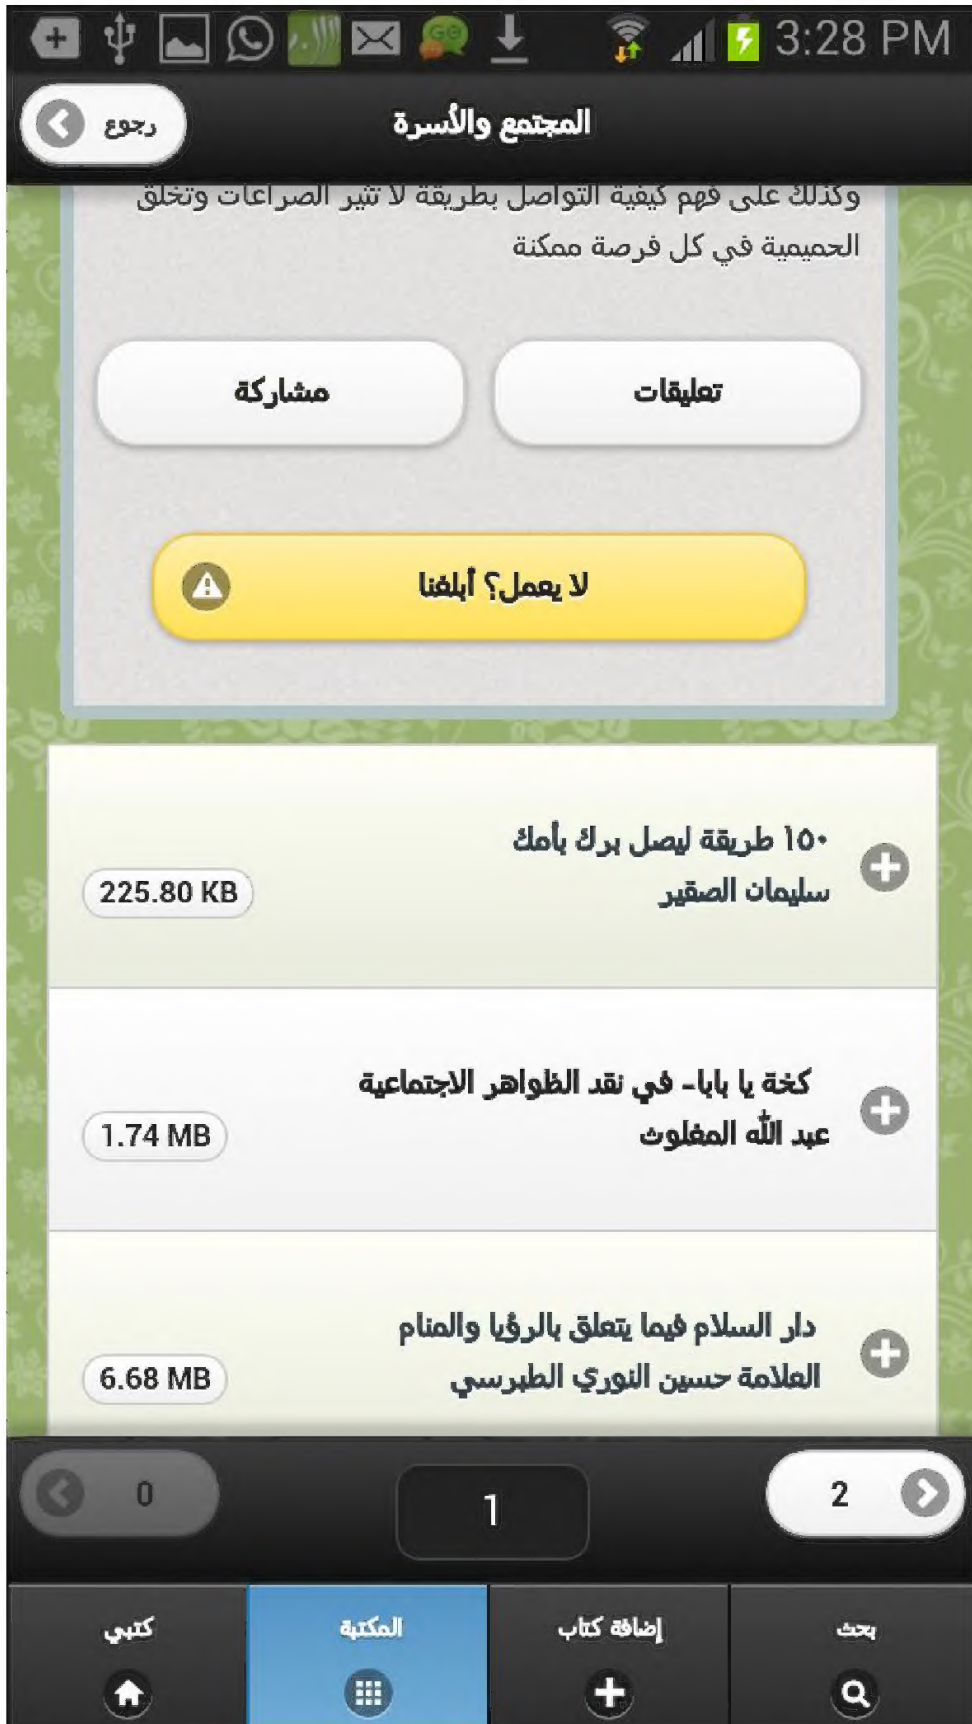 3:28 PM
رجوع
المجتمع والأسرة
وكذلك على فهم كيفية التواصل بطريقة لا تثير الصراعات وتخلق
الحميمية في كل فرصة ممكنة
تعليقات
مشاركة
لا يعمل؟ أبلغنا
١٥٠ طريقة ليصل برك بأمك
سليمان الصقير
225.80 KB
كخة يا بابا- في نقد الظواهر الاجتماعية
عبد الله المغلوث
1.74 MB
دار السلام فيما يتعلق بالرؤيا والمنام
العلامة حسين النوري الطبرسي
6.68 MB
2
1
0
بحث
إضافة كتاب
المكتبة
كتبي